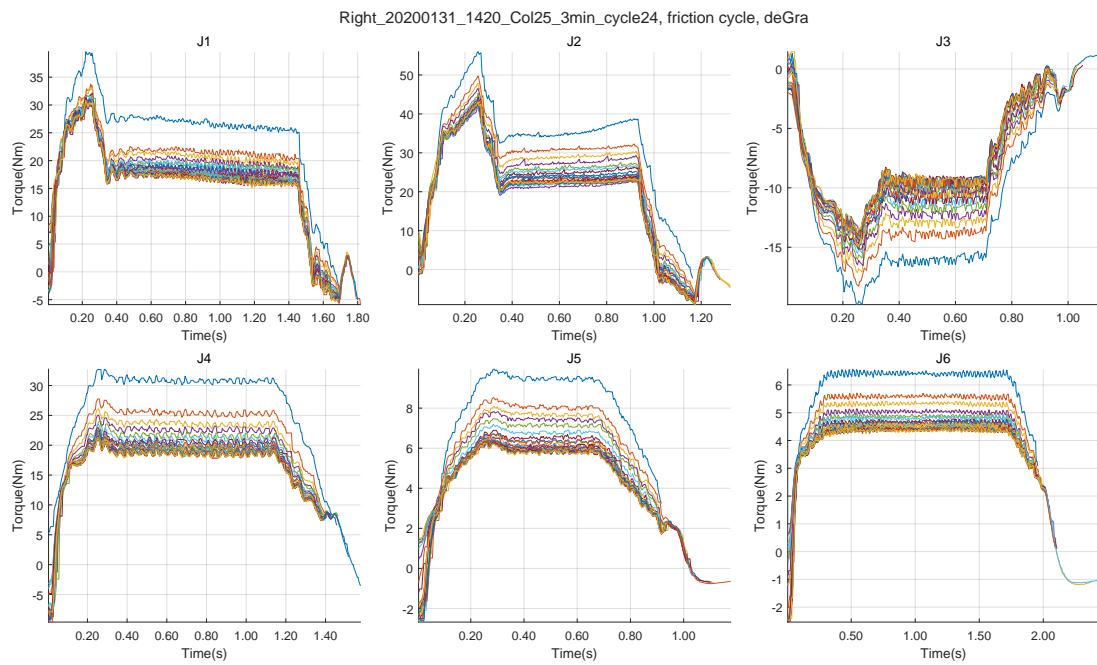 Right_20200131_1420_Col25_3min_cycle24, friction cycle, deGra
J1
J2
J3
Torque(Nm)
35
30
25
20
15
10
5
0
-5
0.20 0.40 0.60 0.80 1.00 1.20 1.40 1.60 1.80
Time(s)
Torque(Nm)
50
40
30
20
10
0
0.20 0.40 0.60 0.80 1.00 1.20
Time(s)
Torque(Nm)
0
-5
-10
-15
0.20 0.40 0.60 0.80 1.00
Time(s)
J4
J5
J6
Torque(Nm)
30
25
20
15
10
5
0
-5
0.20 0.40 0.60 0.80 1.00 1.20 1.40
Time(s)
Torque(Nm)
8
6
4
2
0
-2
0.20 0.40 0.60 0.80 1.00
Time(s)
Torque(Nm)
6
5
4
3
2
1
0
-1
-2
0.50 1.00 1.50 2.00
Time(s)